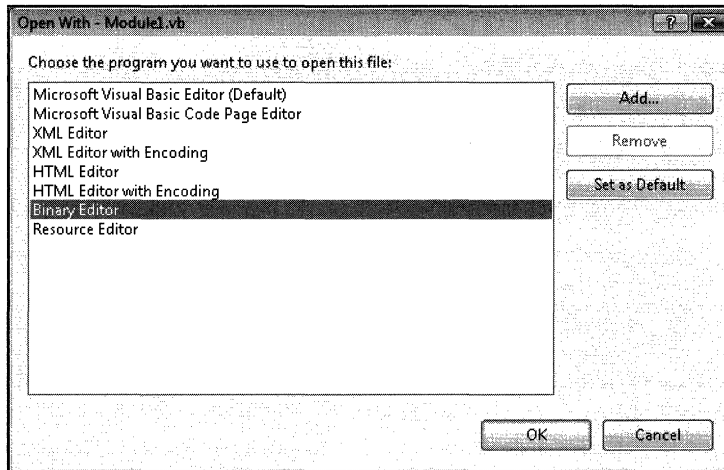 Open With - Module1.vb
Choose the program you want to use to open this file:
Microsoft Visual Basic Editor (Default)
Microsoft Visual Basic Code Page Editor
XML Editor
XML Editor with Encoding
HTML Editor
HTML Editor with Encoding
Binary Editor
Resource Editor
Add...
Remove
Set as Default
OK
Cancel